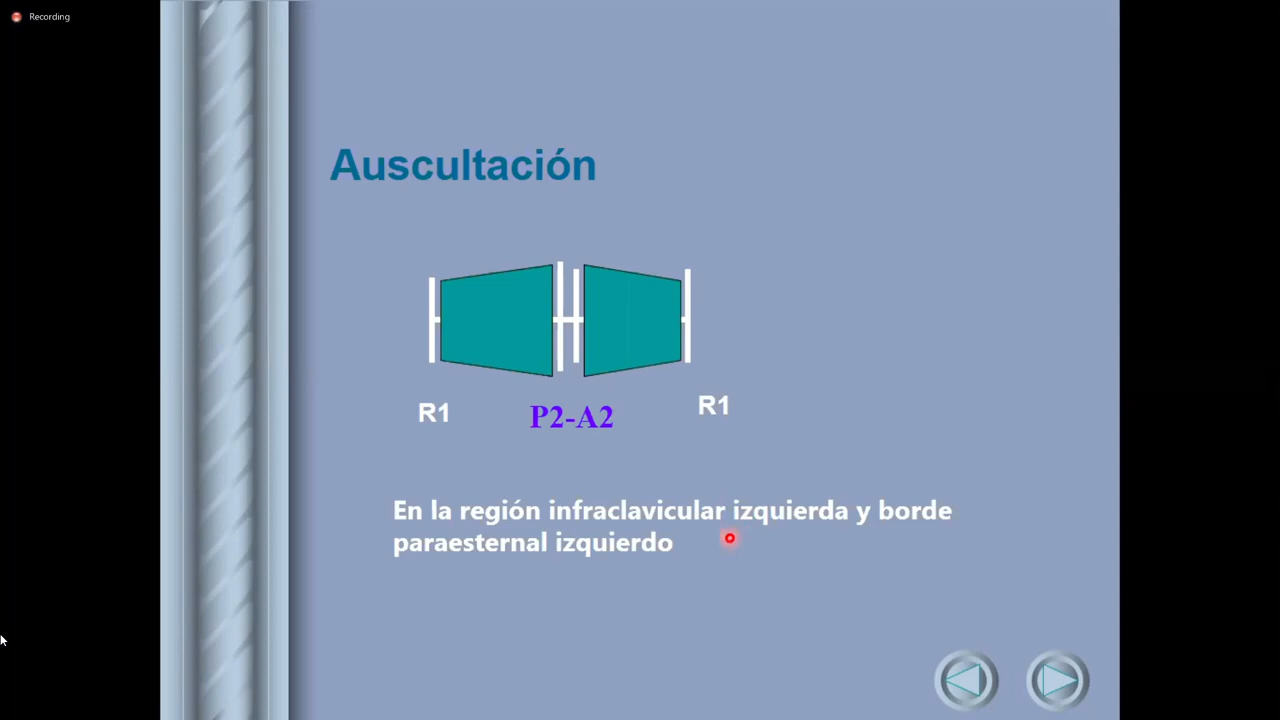 Recording
Auscultación
R1
P2-A2
R1
En la región infraclavicular izquierda y borde
paraesternal izquierdo